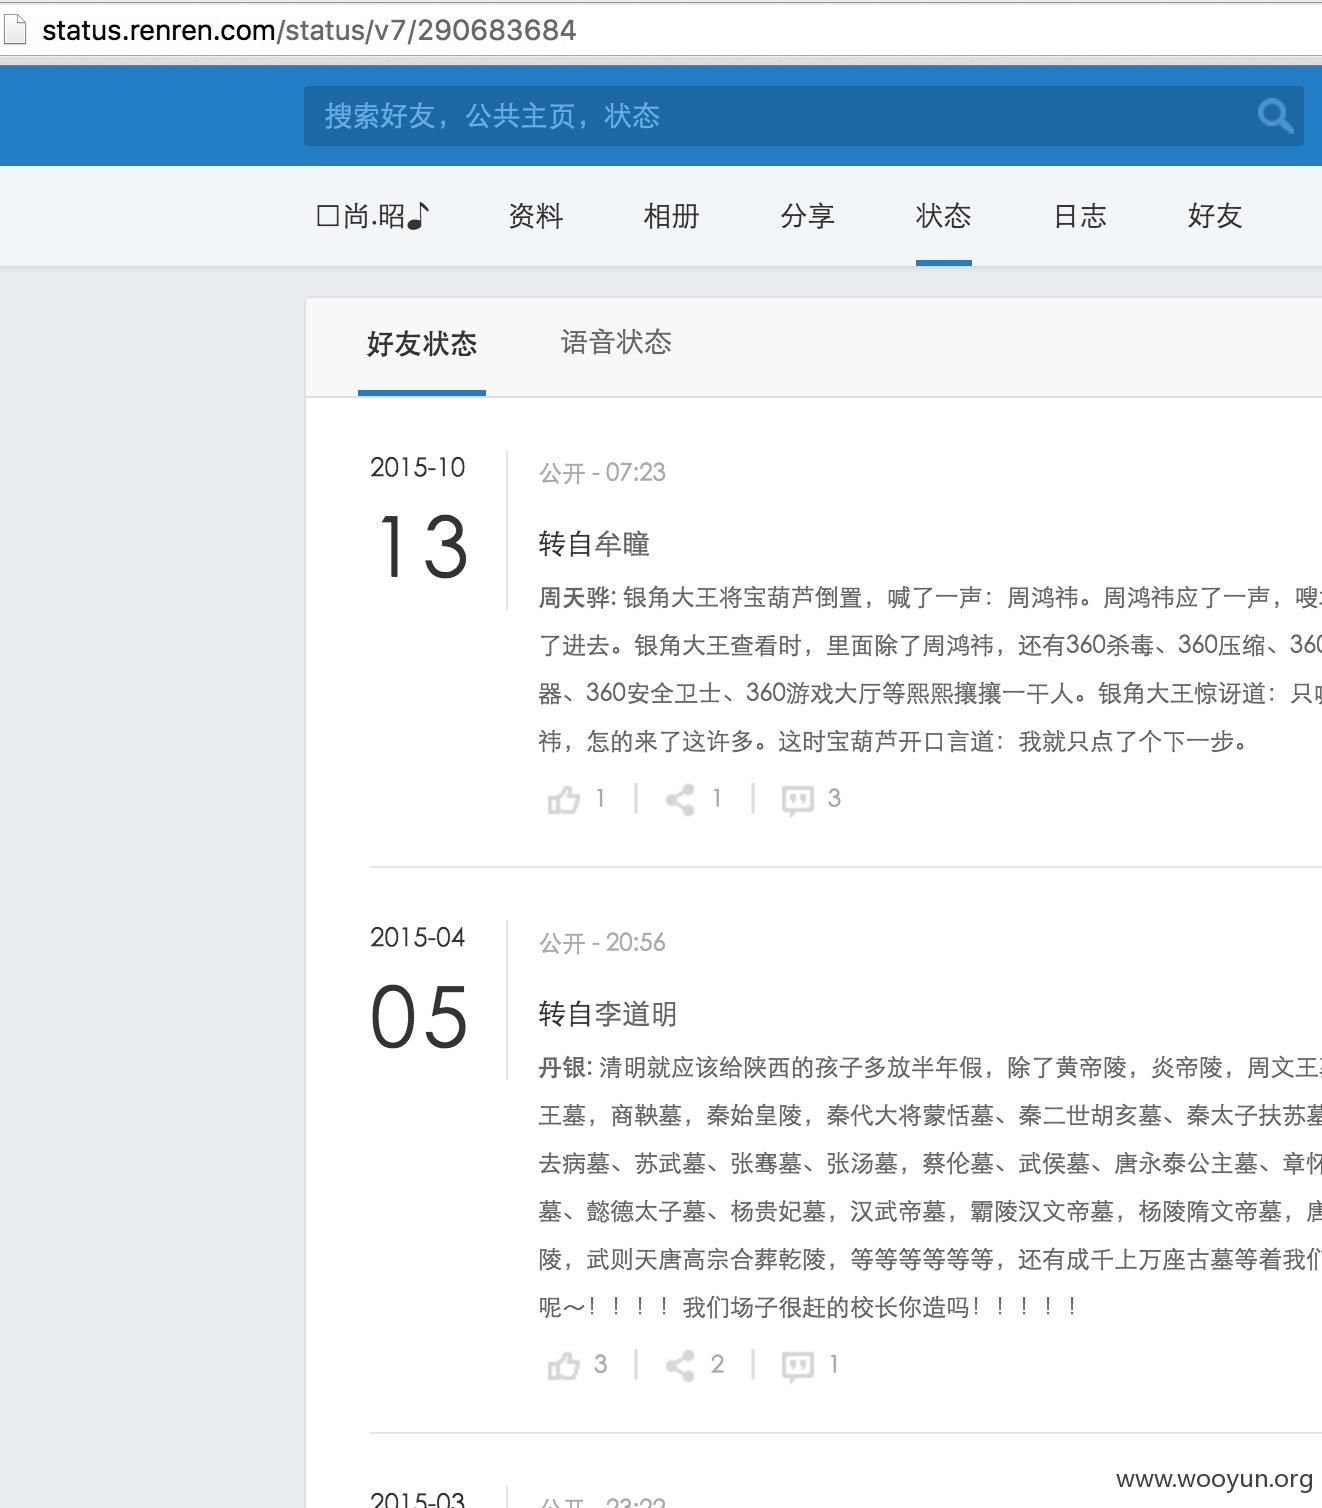 status.renren.com/status/v7/290683684
搜索好友，公共主页，状态
□尚.昭♪ 资料 相册 分享 状态 日志 好友
好友状态 语音状态
2015-10
13
公开 - 07:23
转自牟瞳
周天骅: 银角大王将宝葫芦倒置，喊了一声：周鸿祎。周鸿祎应了一声，嗖
了进去。银角大王查看时，里面除了周鸿祎，还有360杀毒、360压缩、360
器、360安全卫士、360游戏大厅等熙熙攘攘一干人。银角大王惊讶道：只
祎，怎的来了这许多。这时宝葫芦开口言道：我就只点了个下一步。
1 | 1 | 3
2015-04
05
公开 - 20:56
转自李道明
丹银: 清明就应该给陕西的孩子多放半年假，除了黄帝陵，炎帝陵，周文王
王墓，商鞅墓，秦始皇陵，秦代大将蒙恬墓、秦二世胡亥墓、秦太子扶苏墓
去病墓、苏武墓、张骞墓、张汤墓，蔡伦墓、武侯墓、唐永泰公主墓、章怀
墓、懿德太子墓、杨贵妃墓，汉武帝墓，霸陵汉文帝墓，杨陵隋文帝墓，唐
陵，武则天唐高宗合葬乾陵，等等等等等等，还有成千上万座古墓等着我们
呢～！！！！我们场子很赶的校长你造吗！！！！！
3 | 2 | 1
2015-03
公开 - 23:22
www.wooyun.org